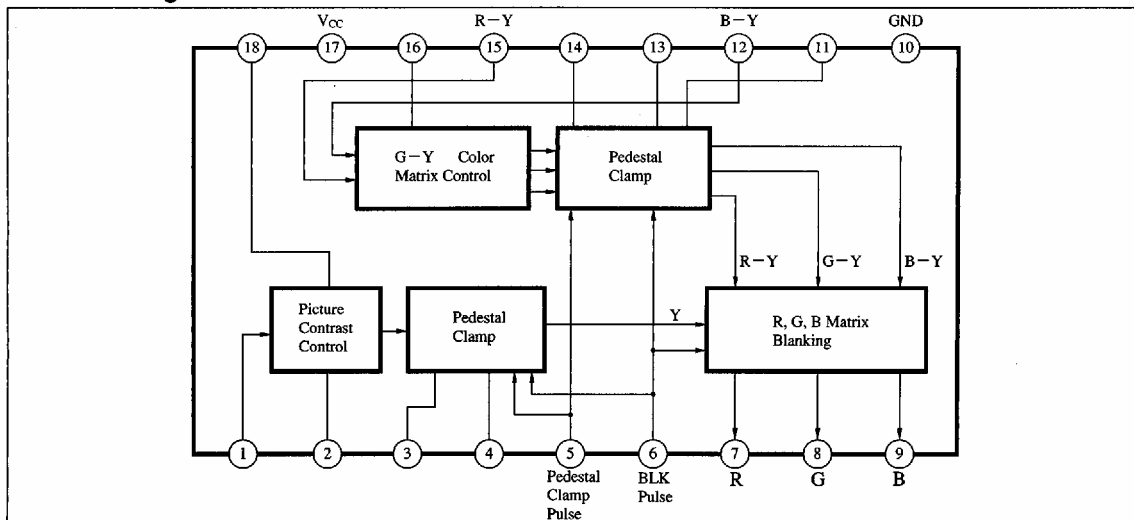 V_CC R−Y B−Y GND
18 17 16 15 14 13 12 11 10
G−Y Color
Matrix Control
Pedestal
Clamp
R−Y G−Y B−Y
Picture
Contrast
Control
Pedestal
Clamp
Y
R, G, B Matrix
Blanking
1 2 3 4 5 6 7 8 9
Pedestal
Clamp
Pulse
BLK
Pulse
R G B